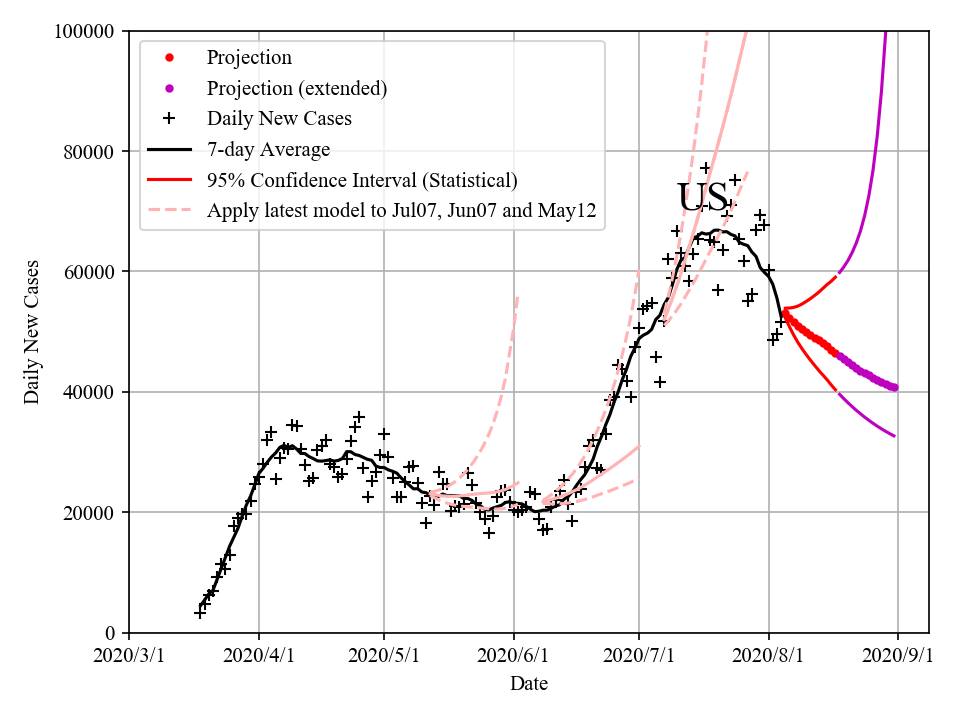 100000
80000
60000
40000
20000
0
Daily New Cases
Projection
Projection (extended)
Daily New Cases
7-day Average
95% Confidence Interval (Statistical)
Apply latest model to Jul07, Jun07 and May12
US
2020/3/1 2020/4/1 2020/5/1 2020/6/1 2020/7/1 2020/8/1 2020/9/1
Date